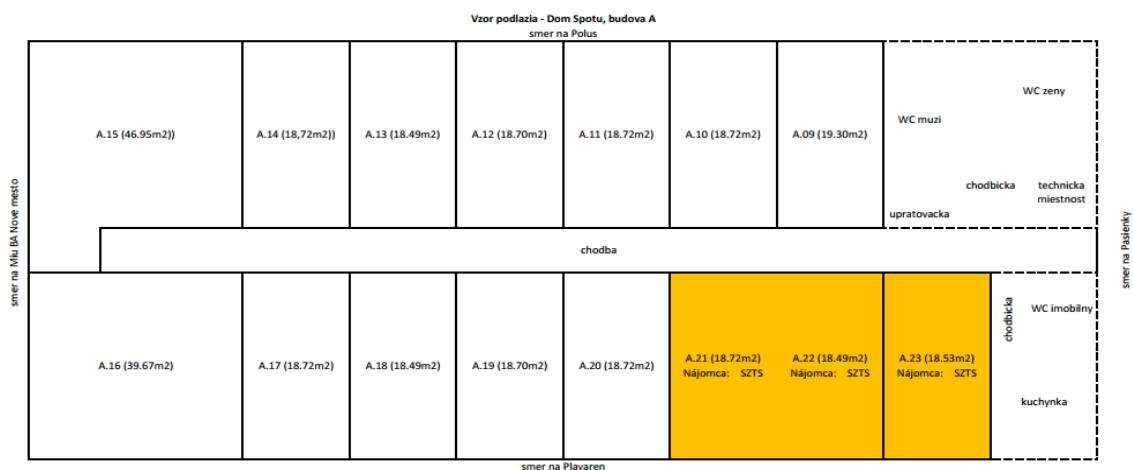 Vzor podlazia - Dom Spotu, budova A
smer na Polus
A.15 (46.95m2))
A.14 (18,72m2))
A.13 (18.49m2)
A.12 (18.70m2)
A.11 (18.72m2)
A.10 (18.72m2)
A.09 (19.30m2)
WC muzi
WC zeny
chodbicka
technicka
miestnost
upratovacka
smer na Miu BA Nove mesto
chodba
smer na Pasienky
A.16 (39.67m2)
A.17 (18.72m2)
A.18 (18.49m2)
A.19 (18.70m2)
A.20 (18.72m2)
A.21 (18.72m2)
Nájomca: SZTS
A.22 (18.49m2)
Nájomca: SZTS
A.23 (18.53m2)
Nájomca: SZTS
chodbicka
WC imobilny
kuchynka
smer na Plavaren